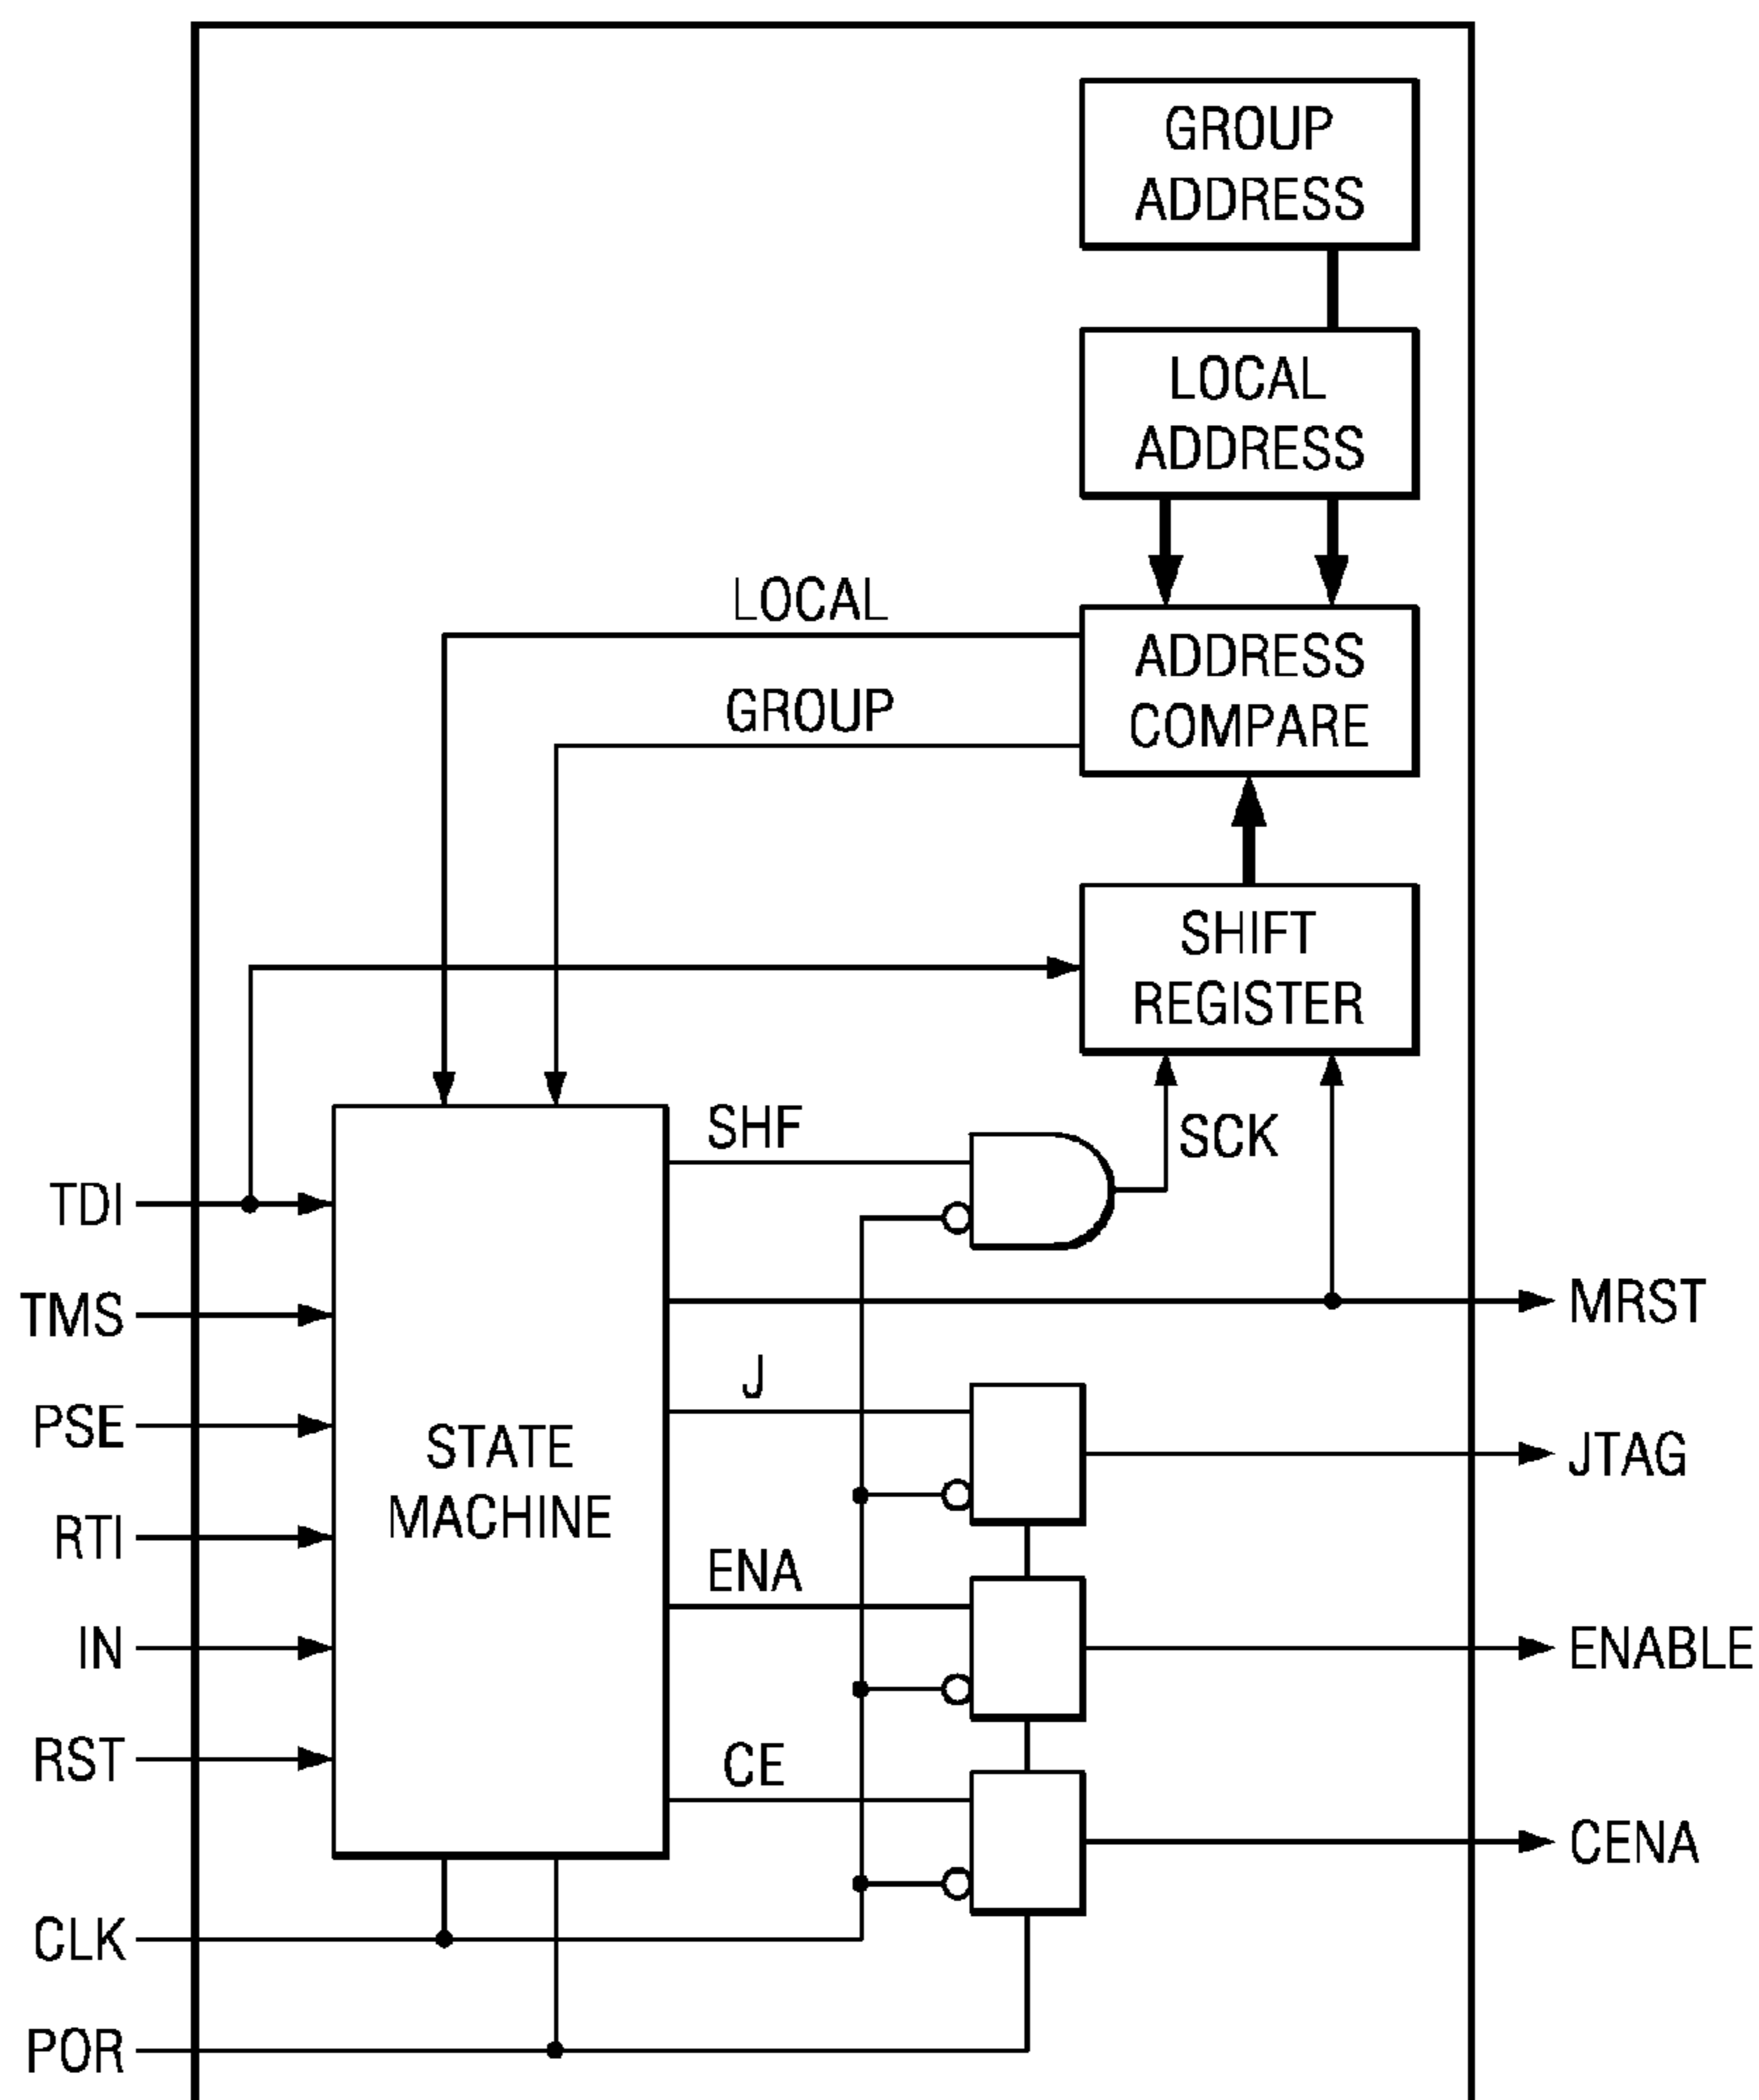 GROUP
ADDRESS
LOCAL
ADDRESS
LOCAL
ADDRESS
COMPARE
GROUP
SHIFT
REGISTER
SHF
SCK
TDI
TMS
MRST
J
PSE
STATE
MACHINE
JTAG
RTI
ENA
IN
ENABLE
RST
CE
CENA
CLK
POR